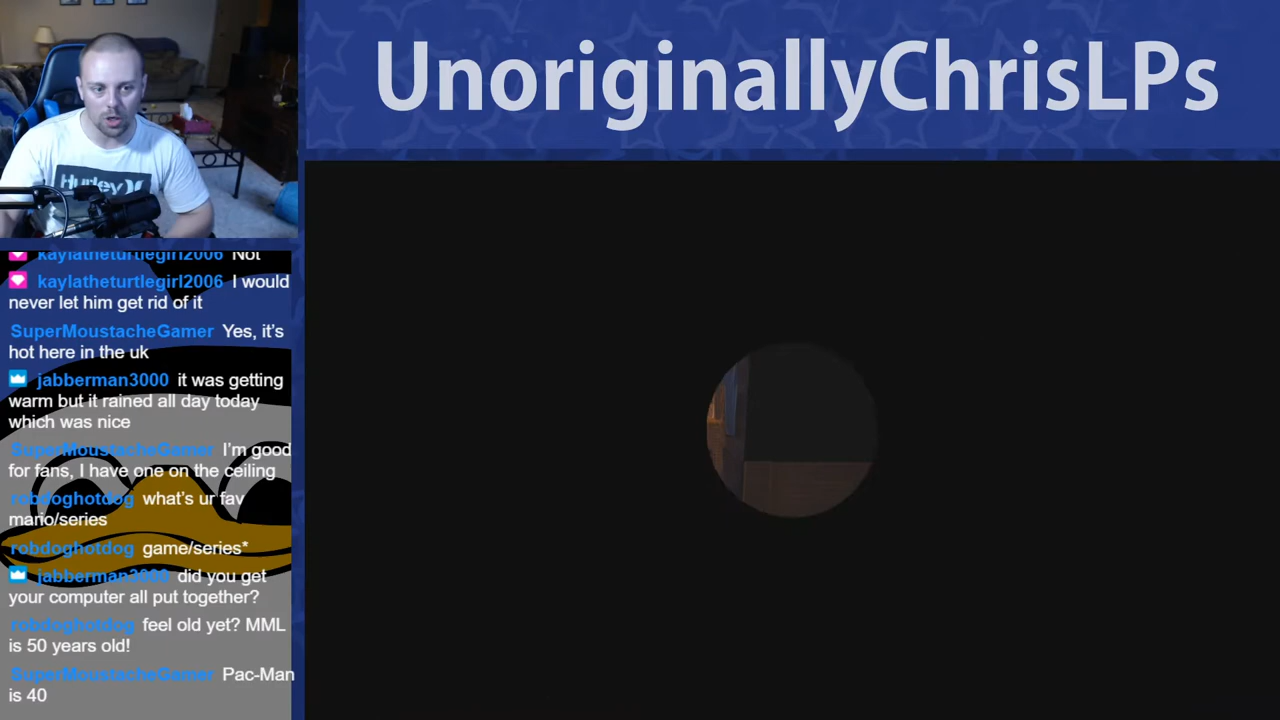 UnoriginallyChrisLPs
Hurley
kaylatheturtlegirl2006 Not
kaylatheturtlegirl2006 I would
never let him get rid of it
SuperMoustacheGamer Yes, it's
hot here in the uk
jabberman3000 it was getting
warm but it rained all day today
which was nice
SuperMoustacheGamer I'm good
for fans, I have one on the ceiling
robdoghotdog what's ur fav
mario/series
robdoghotdog game/series*
jabberman3000 did you get
your computer all put together?
robdoghotdog feel old yet? MML
is 50 years old!
SuperMoustacheGamer Pac-Man
is 40